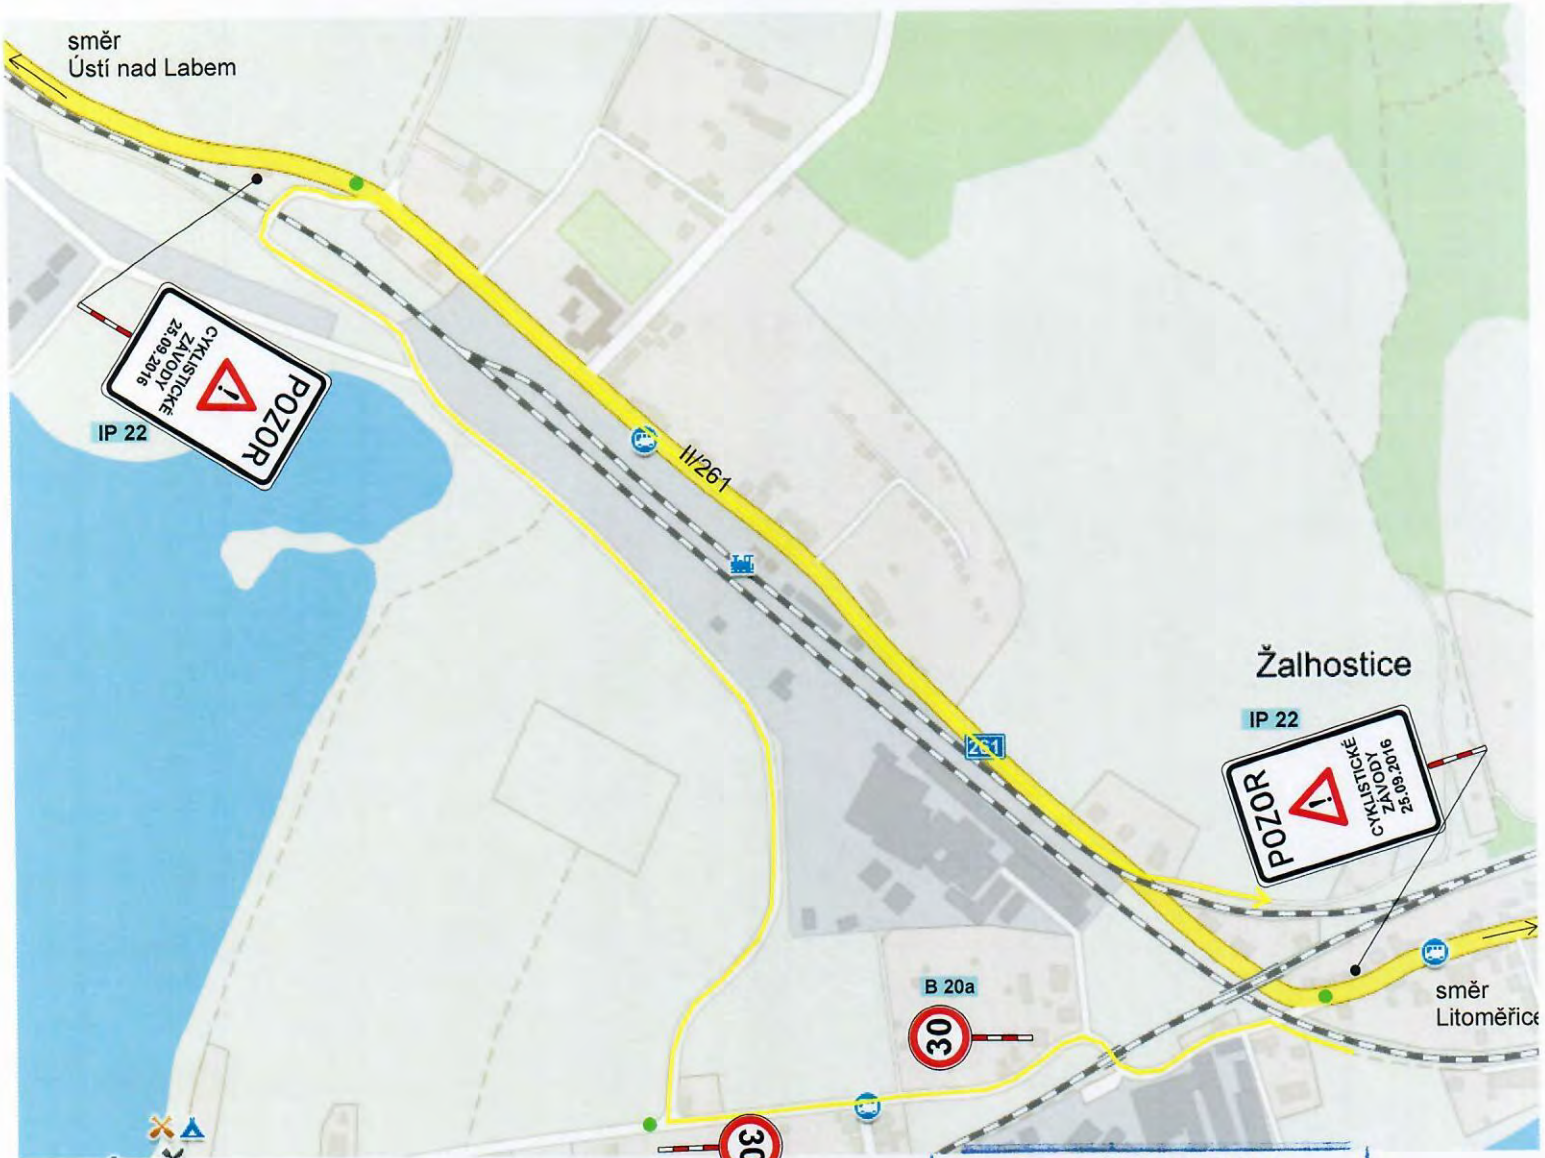 směr
Ústí nad Labem
POZOR
CYKLISTICKÉ
ZÁVODY
25.09.2016
IP 22
II/261
261
Žalhostice
IP 22
POZOR
CYKLISTICKÉ
ZÁVODY
25.09.2016
B 20a
30
směr
Litoměřice
30